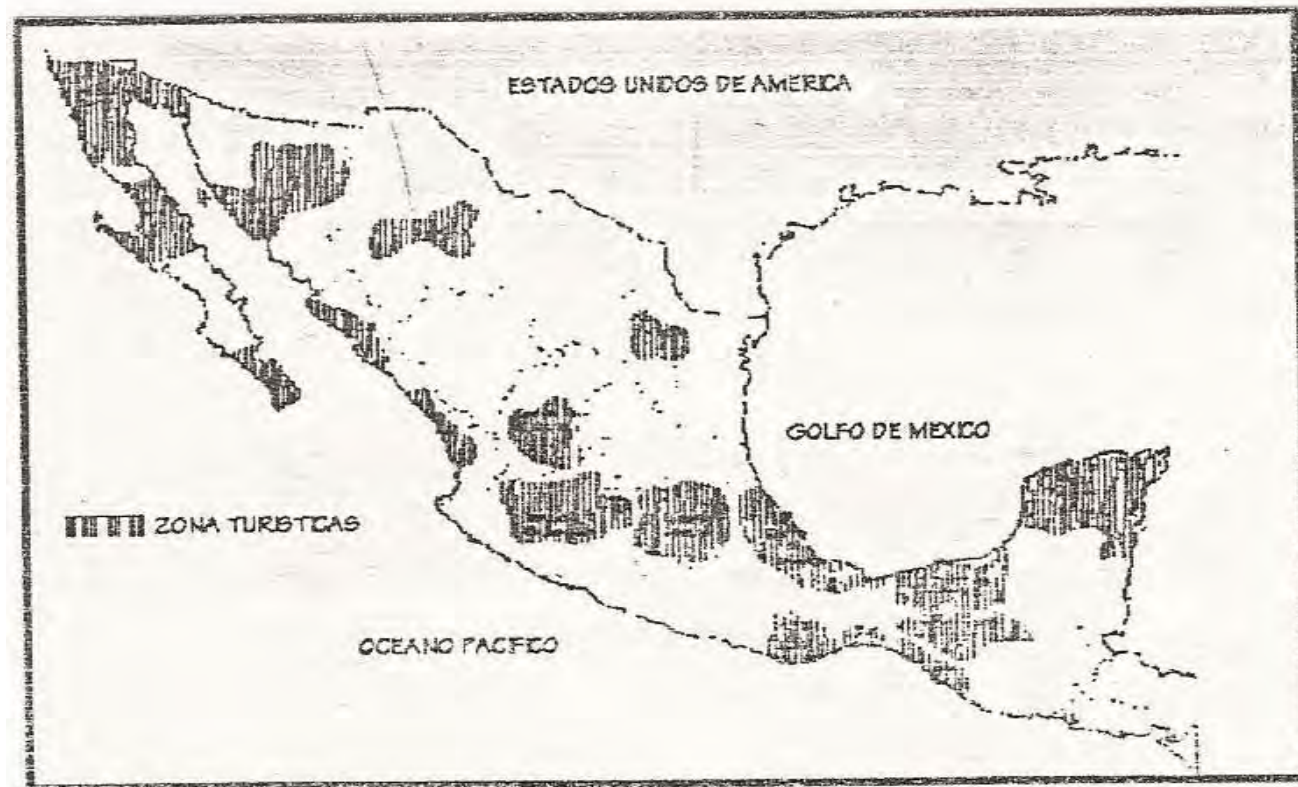 ESTADOS UNIDOS DE AMERICA
GOLFO DE MEXICO
ZONA TURISTICAS
OCEANO PACIFICO